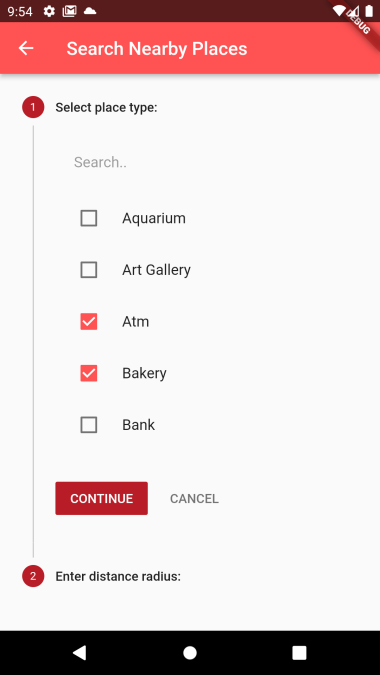 9:54
DEBUG
Search Nearby Places
1 Select place type:
Search..
Aquarium
Art Gallery
Atm
Bakery
Bank
CONTINUE CANCEL
2 Enter distance radius: